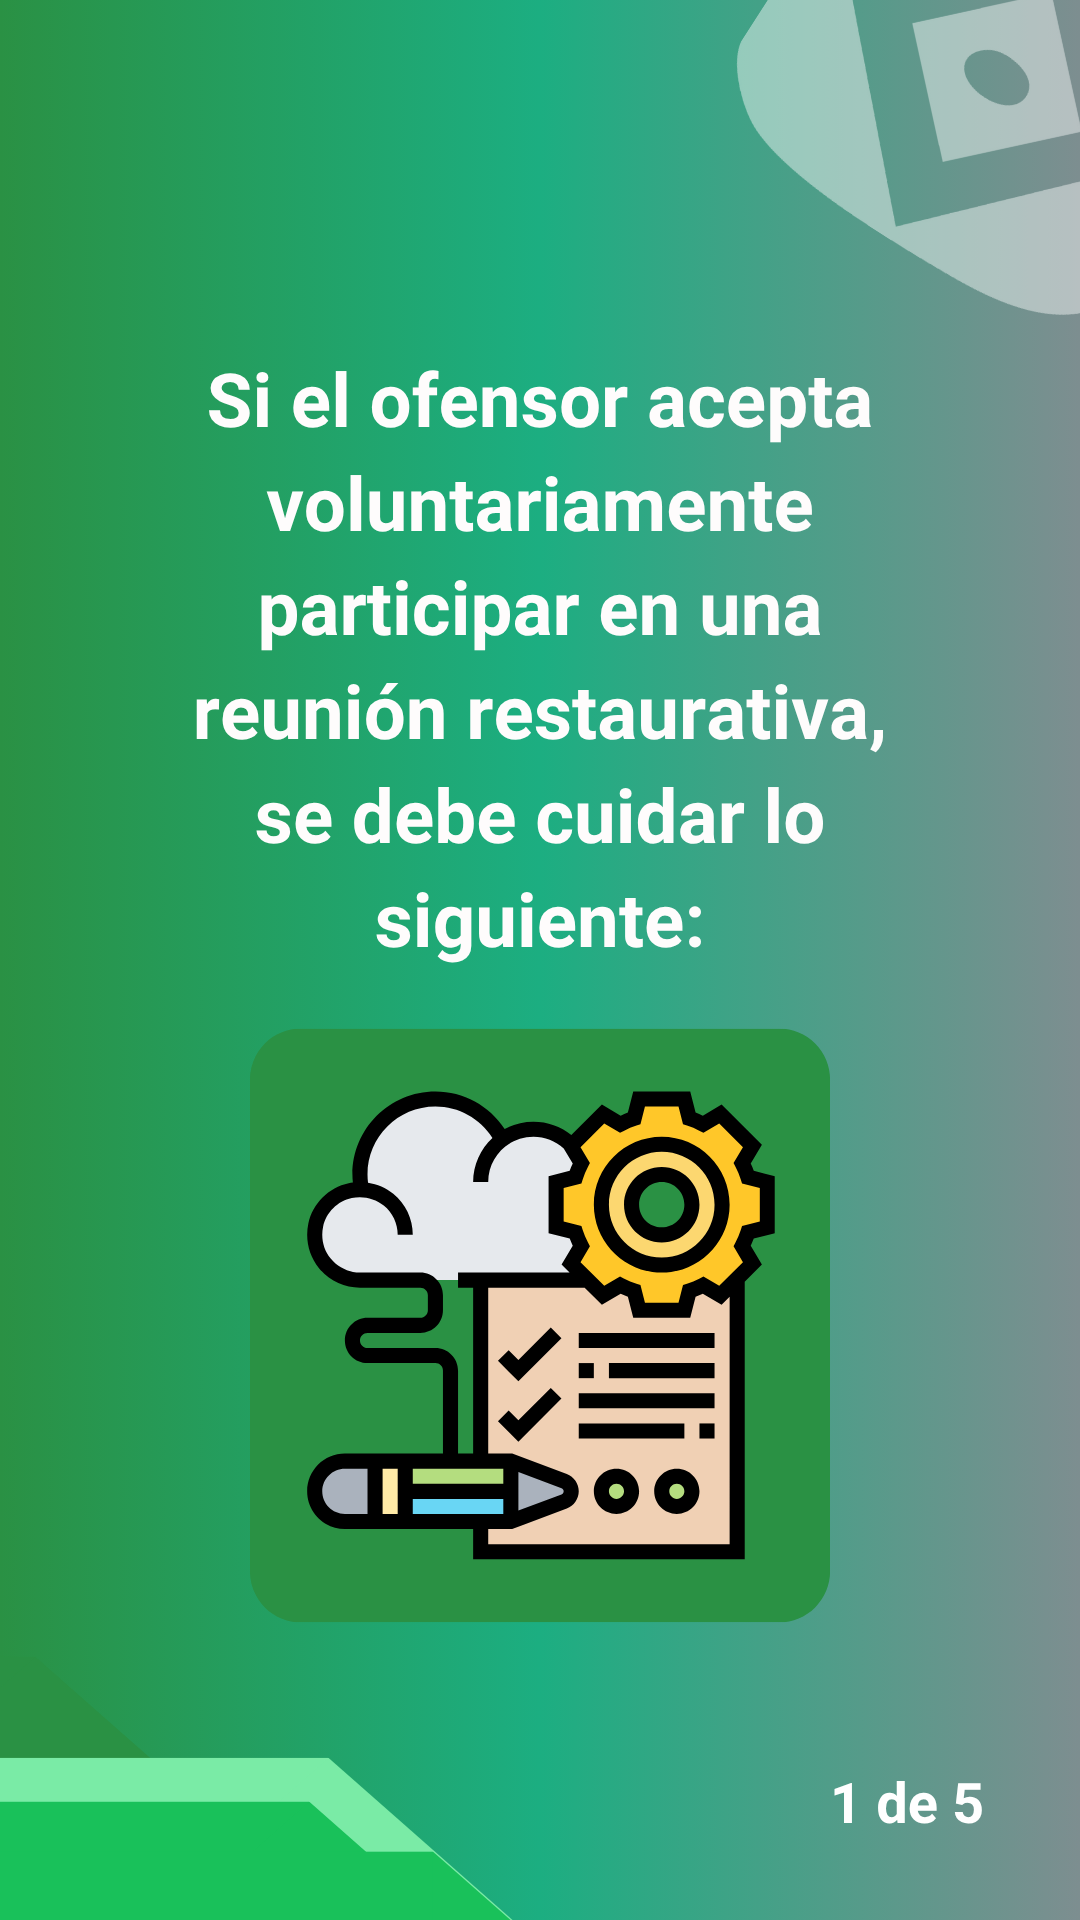 Si el ofensor acepta
voluntariamente
participar en una
reunión restaurativa,
se debe cuidar lo
siguiente:
1 de 5